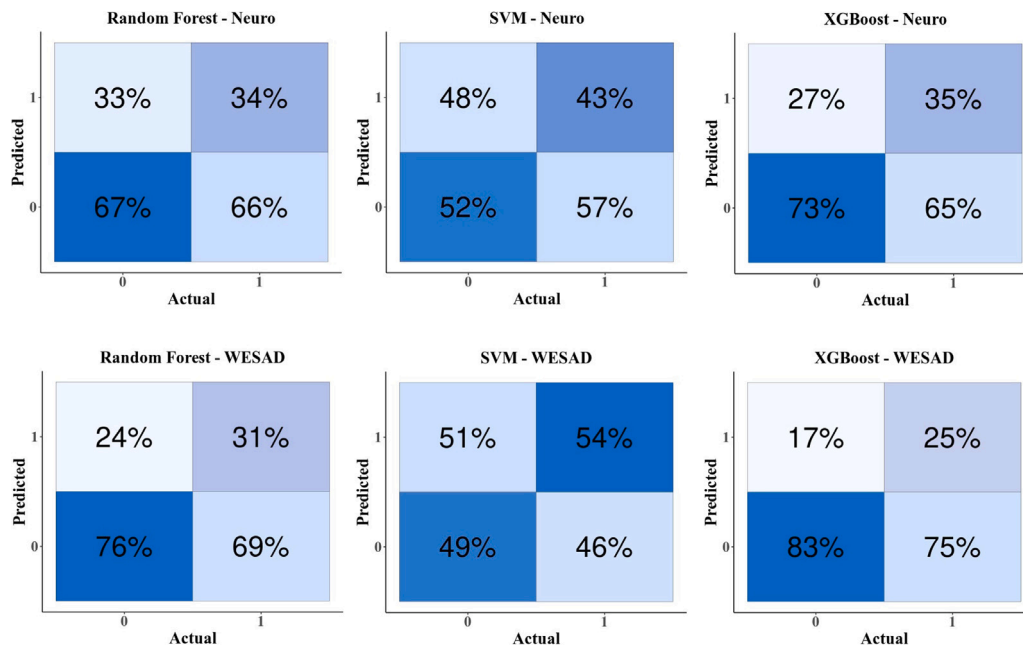 Random Forest - Neuro
SVM - Neuro
XGBoost - Neuro
Predicted
1
33%
34%
0
67%
66%
0
1
Actual
Predicted
1
48%
43%
0
52%
57%
0
1
Actual
Predicted
1
27%
35%
0
73%
65%
0
1
Actual
Random Forest - WESAD
SVM - WESAD
XGBoost - WESAD
Predicted
1
24%
31%
0
76%
69%
0
1
Actual
Predicted
1
51%
54%
0
49%
46%
0
1
Actual
Predicted
1
17%
25%
0
83%
75%
0
1
Actual